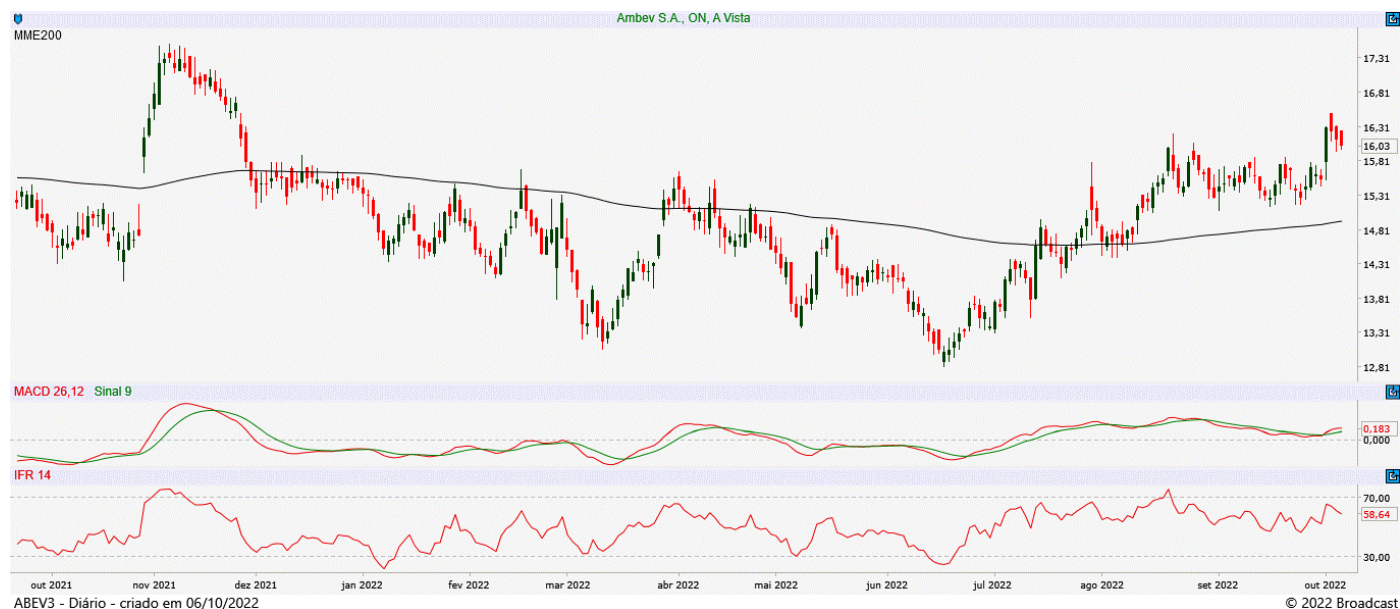 Ambev S.A., ON, A Vista
MME200
17,31
16,81
16,31
16,03
15,81
15,31
14,81
14,31
13,81
13,31
12,81
MACD 26,12 Sinal 9
0,183
0,000
IFR 14
70,00
58,64
30,00
out 2021 nov 2021 dez 2021 jan 2022 fev 2022 mar 2022 abr 2022 mai 2022 jun 2022 jul 2022 ago 2022 set 2022 out 2022
ABEV3 - Diário - criado em 06/10/2022 © 2022 Broadcast